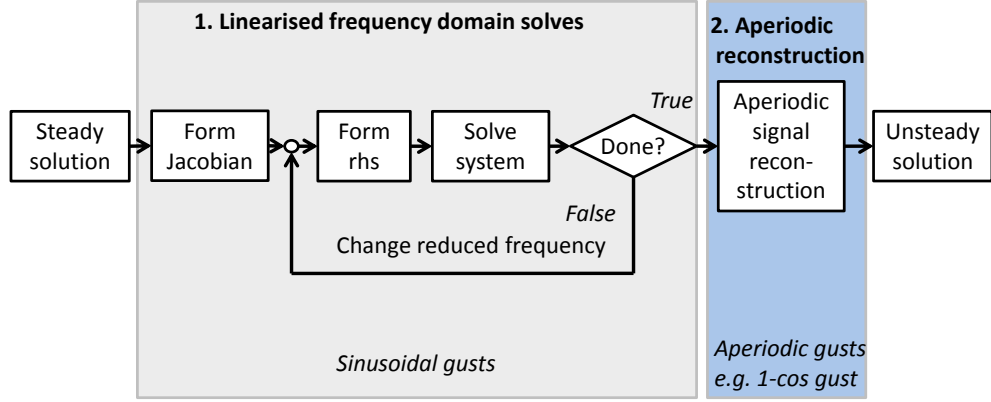 1. Linearised frequency domain solves
2. Aperiodic
reconstruction
Steady
solution
Form
Jacobian
Form
rhs
Solve
system
Done?
True
False
Change reduced frequency
Aperiodic
signal
recon-
struction
Unsteady
solution
Sinusoidal gusts
Aperiodic gusts
e.g. 1-cos gust